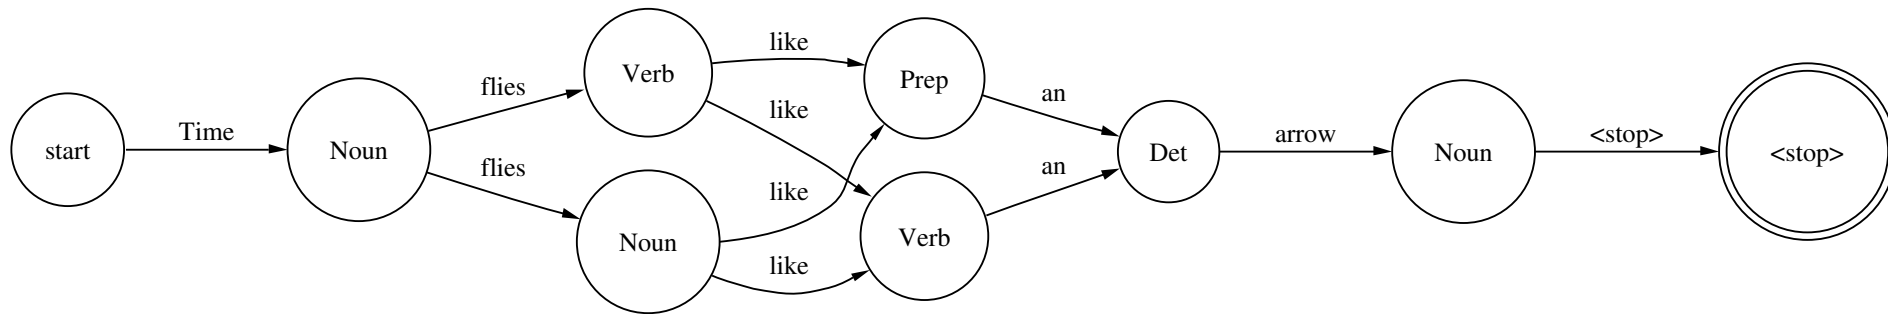 start
Time
Noun
flies
flies
Verb
Noun
like
like
like
like
Prep
Verb
an
an
Det
arrow
Noun
<stop>
<stop>